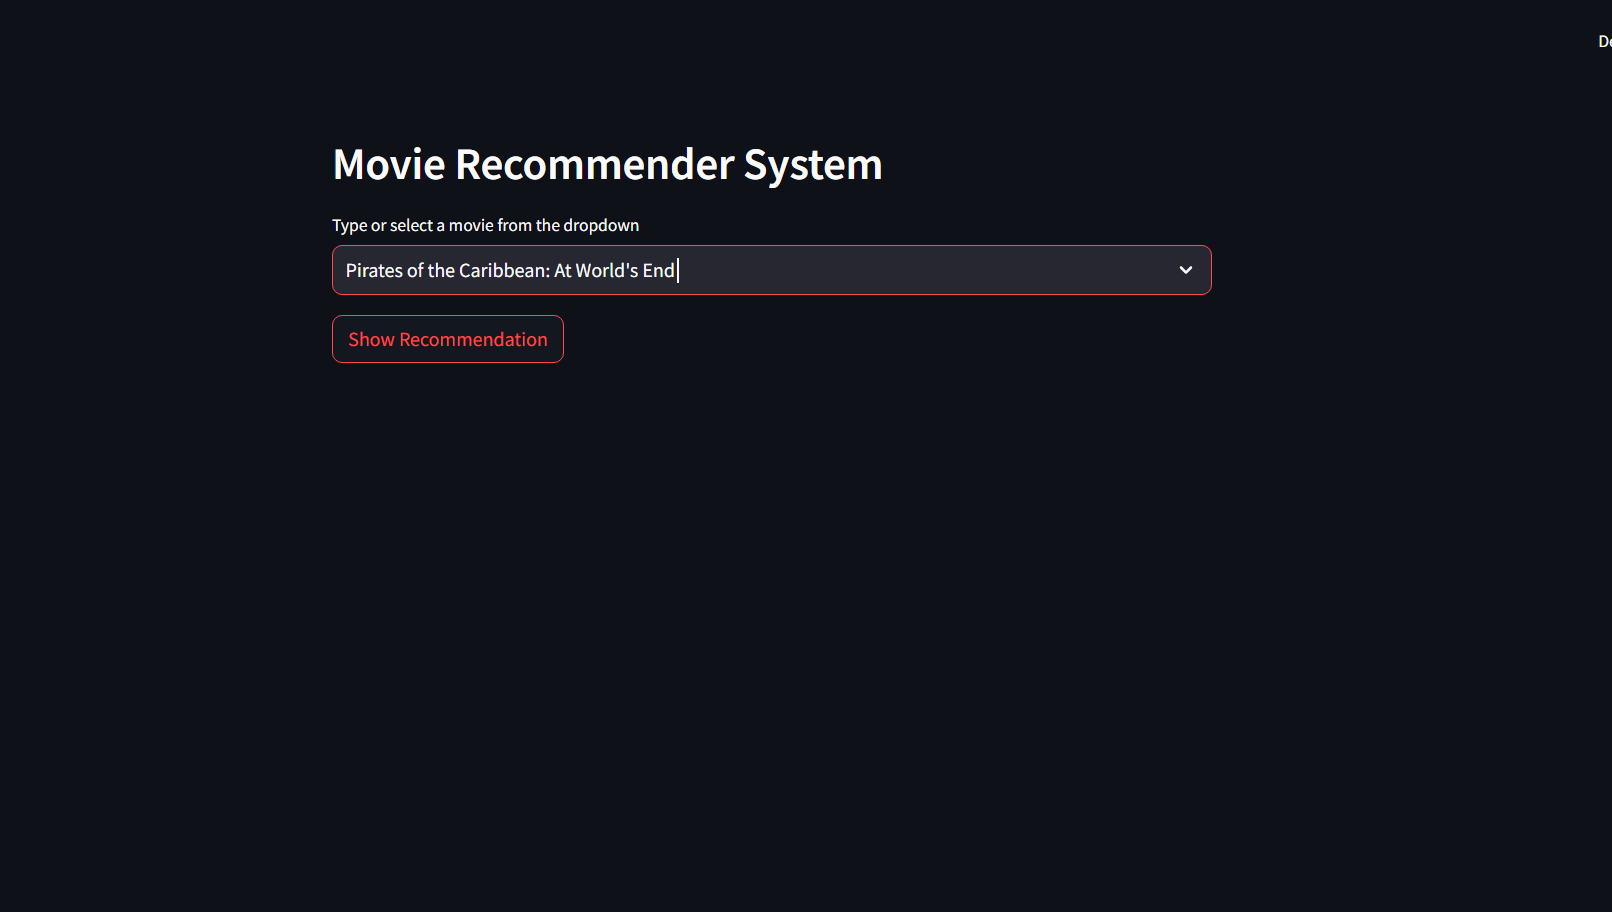 Movie Recommender System
Type or select a movie from the dropdown
Pirates of the Caribbean: At World's End
Show Recommendation